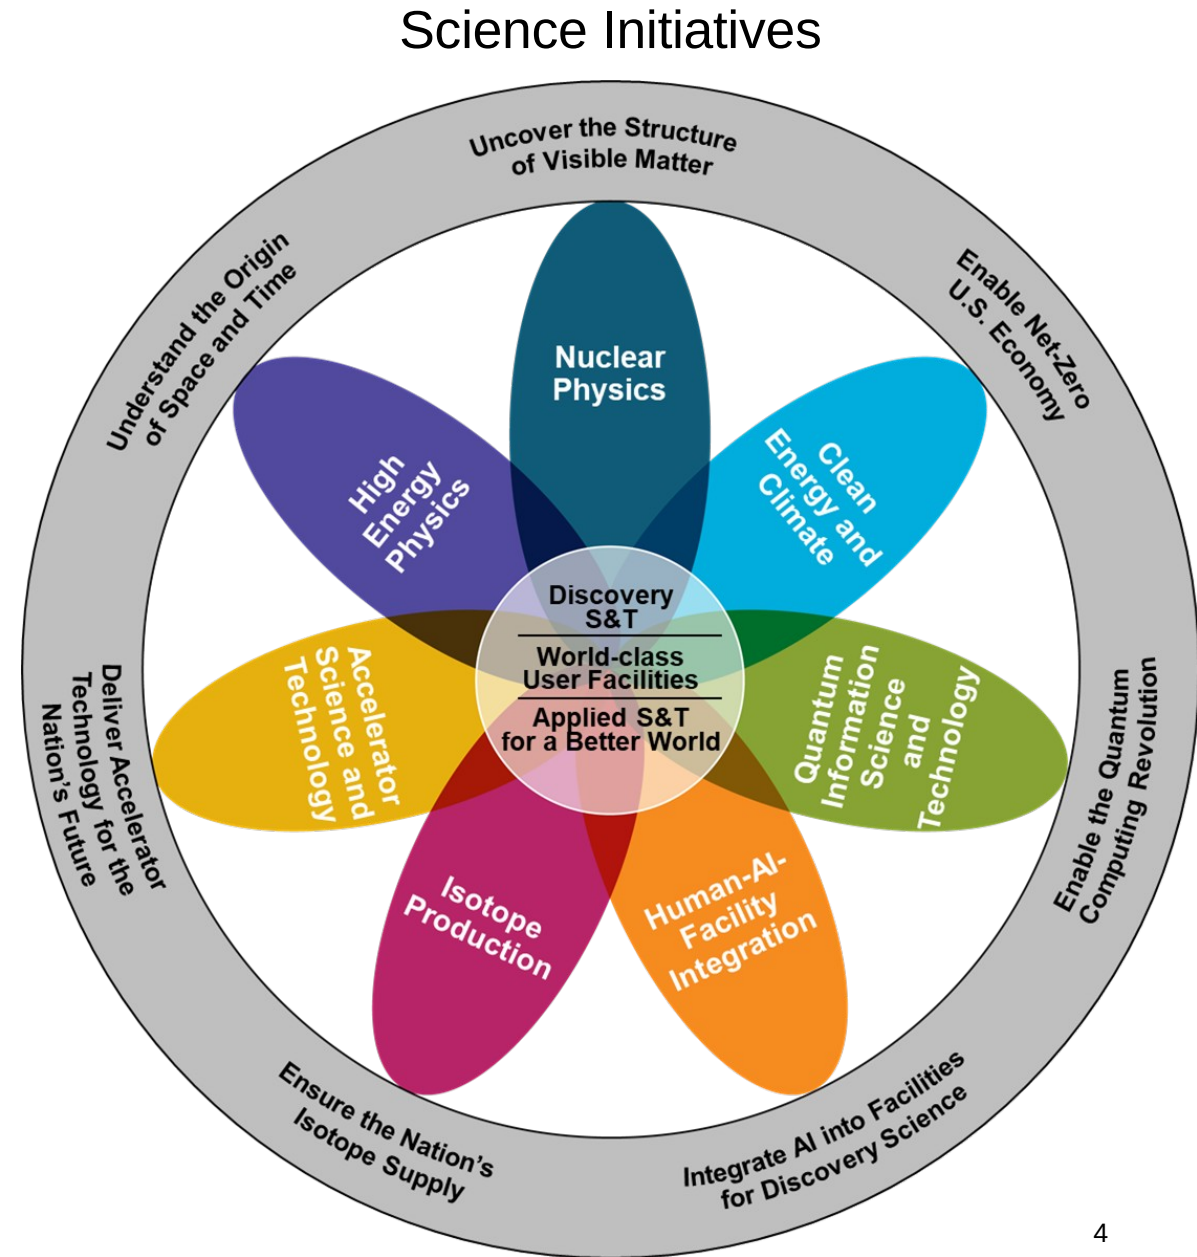 Science Initiatives
Uncover the Structure
of Visible Matter
Enable Net-Zero
U.S. Economy
Enable the Quantum
Computing Revolution
Integrate AI into Facilities
for Discovery Science
Ensure the Nation's
Isotope Supply
Deliver Accelerator
Technology for the
Nation's Future
Understand the Origin
of Space and Time
Nuclear
Physics
Clean
Energy and
Climate
Quantum
Information
Science
and
Technology
Human-AI-
Facility
Integration
Isotope
Production
Accelerator
Science and
Technology
High
Energy
Physics
Discovery
S&T
World-class
User Facilities
Applied S&T
for a Better World
4